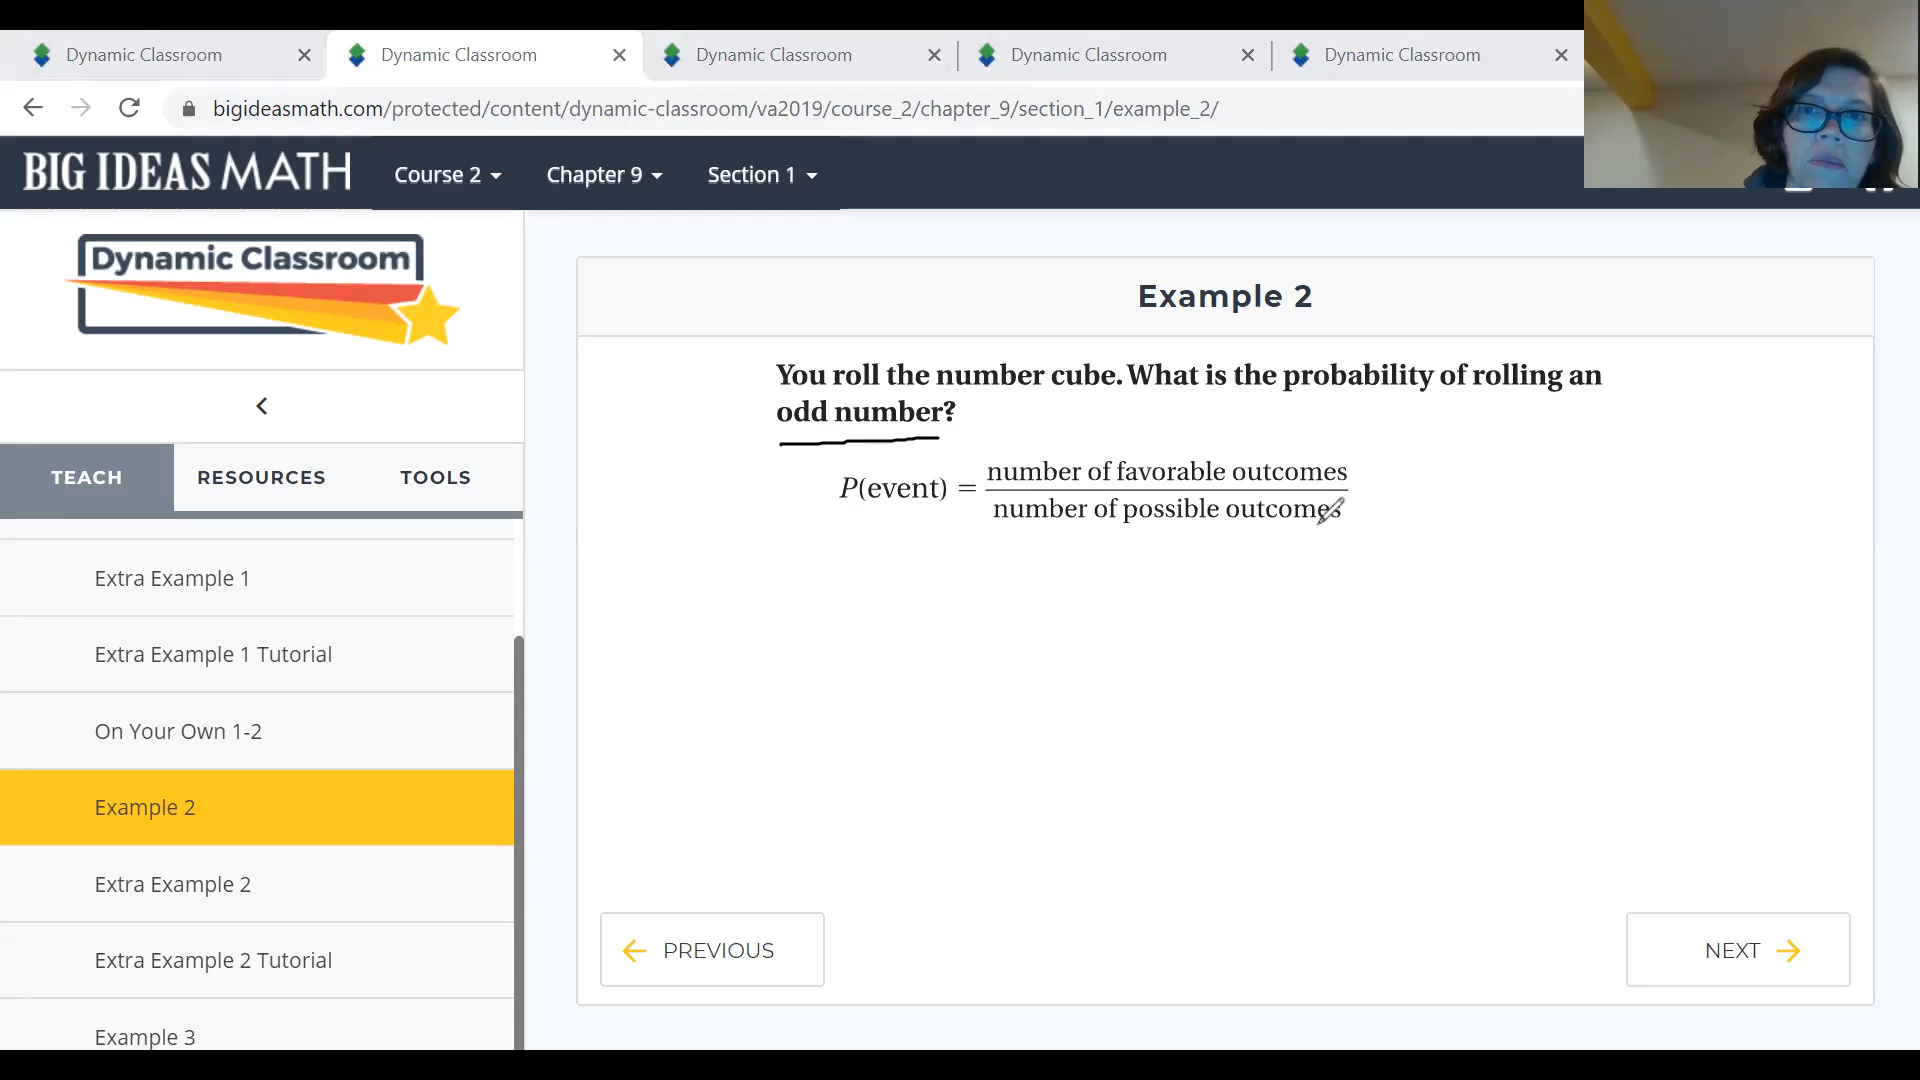 Dynamic Classroom
Dynamic Classroom
Dynamic Classroom
Dynamic Classroom
Dynamic Classroom
bigideasmath.com/protected/content/dynamic-classroom/va2019/course_2/chapter_9/section_1/example_2/
BIG IDEAS MATH
Course 2
Chapter 9
Section 1
Dynamic Classroom
TEACH
RESOURCES
TOOLS
Extra Example 1
Extra Example 1 Tutorial
On Your Own 1-2
Example 2
Extra Example 2
Extra Example 2 Tutorial
Example 3
Example 2
You roll the number cube. What is the probability of rolling an
odd number?
P(event) = number of favorable outcomes
number of possible outcomes
PREVIOUS
NEXT